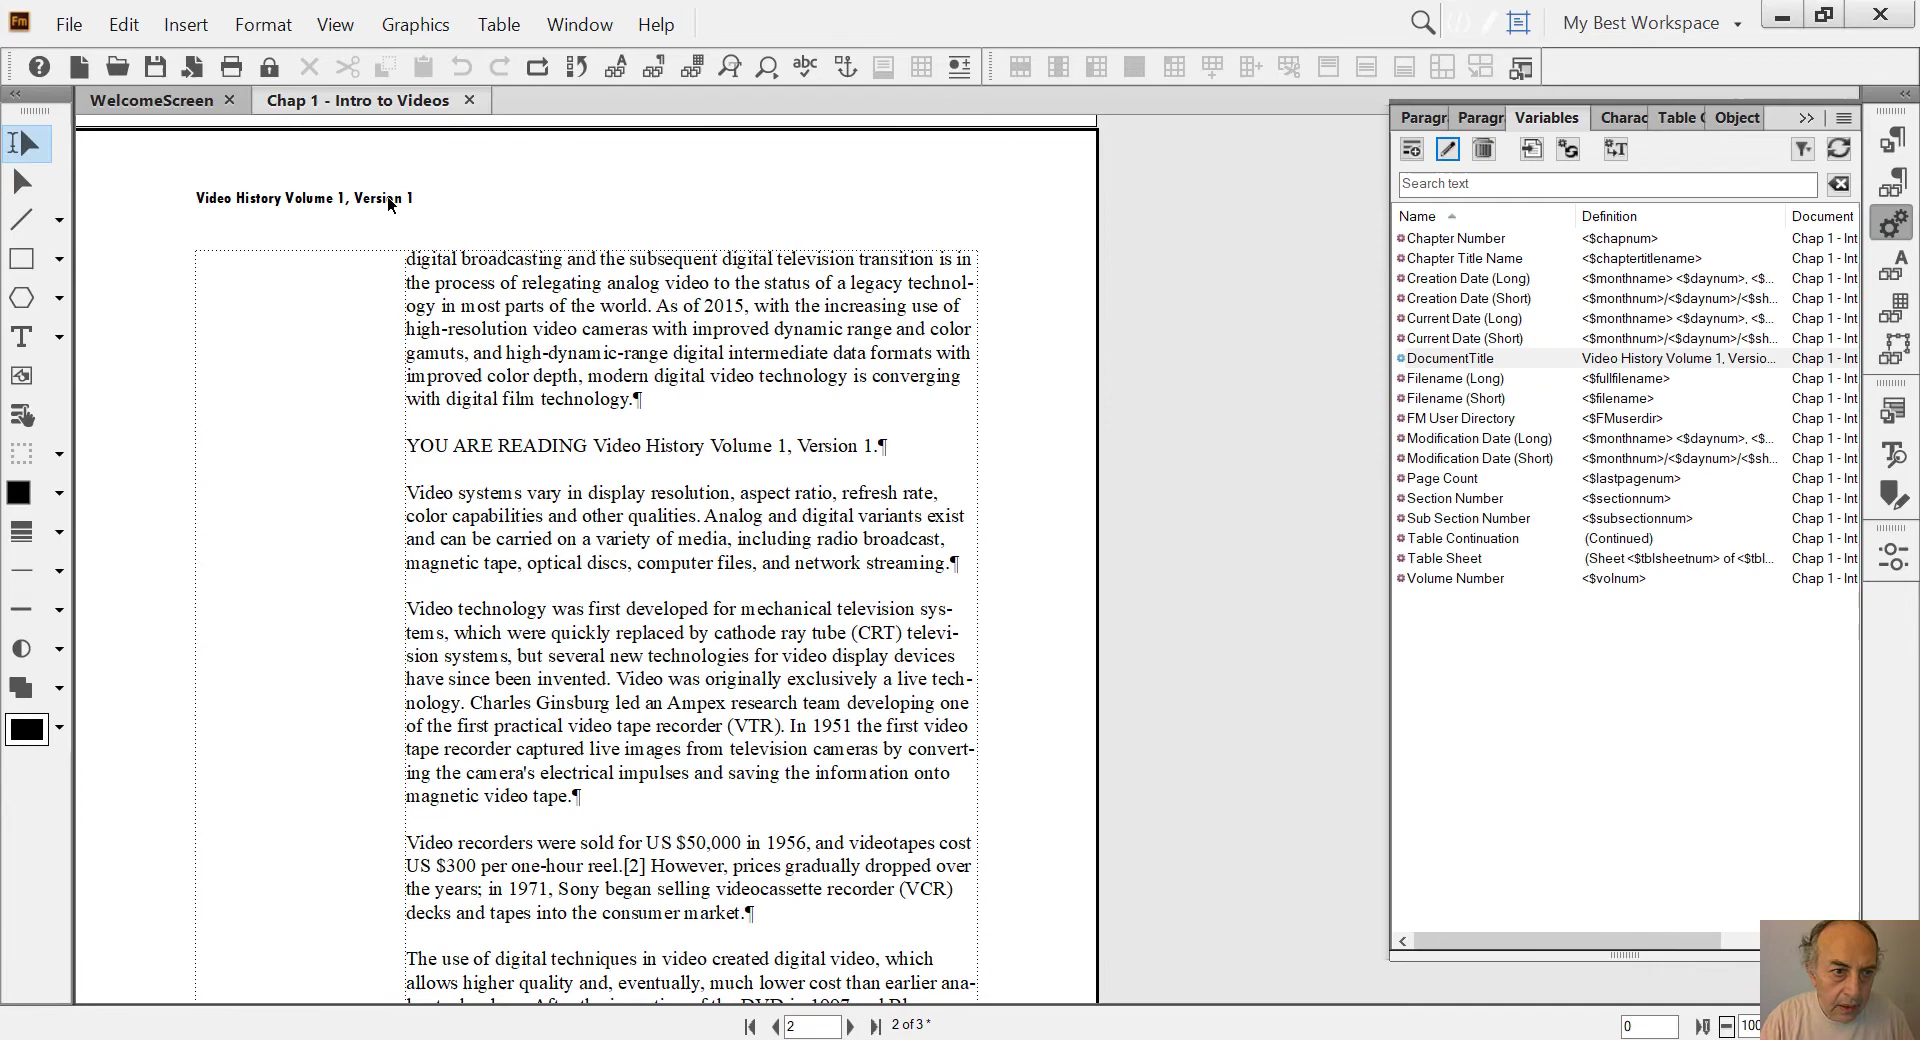 Fm File Edit Insert Format View Graphics Table Window Help My Best Workspace
WelcomeScreen Chap 1 - Intro to Videos
Video History Volume 1, Version 1
digital broadcasting and the subsequent digital television transition is in
the process of relegating analog video to the status of a legacy technol-
ogy in most parts of the world. As of 2015, with the increasing use of
high-resolution video cameras with improved dynamic range and color
gamuts, and high-dynamic-range digital intermediate data formats with
improved color depth, modern digital video technology is converging
with digital film technology.¶
YOU ARE READING Video History Volume 1, Version 1.¶
Video systems vary in display resolution, aspect ratio, refresh rate,
color capabilities and other qualities. Analog and digital variants exist
and can be carried on a variety of media, including radio broadcast,
magnetic tape, optical discs, computer files, and network streaming.¶
Video technology was first developed for mechanical television sys-
tems, which were quickly replaced by cathode ray tube (CRT) televi-
sion systems, but several new technologies for video display devices
have since been invented. Video was originally exclusively a live tech-
nology. Charles Ginsburg led an Ampex research team developing one
of the first practical video tape recorder (VTR). In 1951 the first video
tape recorder captured live images from television cameras by convert-
ing the camera's electrical impulses and saving the information onto
magnetic video tape.¶
Video recorders were sold for US $50,000 in 1956, and videotapes cost
US $300 per one-hour reel.[2] However, prices gradually dropped over
the years; in 1971, Sony began selling videocassette recorder (VCR)
decks and tapes into the consumer market.¶
The use of digital techniques in video created digital video, which
allows higher quality and, eventually, much lower cost than earlier ana-
Paragr Paragr Variables Charac Table C Object
Search text
Name Definition Document
Chapter Number <$chapnum> Chap 1 - Int
Chapter Title Name <$chaptertitlename> Chap 1 - Int
Creation Date (Long) <$monthname> <$daynum>, <$... Chap 1 - Int
Creation Date (Short) <$monthnum>/<$daynum>/<$sh... Chap 1 - Int
Current Date (Long) <$monthname> <$daynum>, <$... Chap 1 - Int
Current Date (Short) <$monthnum>/<$daynum>/<$sh... Chap 1 - Int
DocumentTitle Video History Volume 1, Versio... Chap 1 - Int
Filename (Long) <$fullfilename> Chap 1 - Int
Filename (Short) <$filename> Chap 1 - Int
FM User Directory <$FMuserdir> Chap 1 - Int
Modification Date (Long) <$monthname> <$daynum>, <$... Chap 1 - Int
Modification Date (Short) <$monthnum>/<$daynum>/<$sh... Chap 1 - Int
Page Count <$lastpagenum> Chap 1 - Int
Section Number <$sectionnum> Chap 1 - Int
Sub Section Number <$subsectionnum> Chap 1 - Int
Table Continuation (Continued) Chap 1 - Int
Table Sheet (Sheet <$tblsheetnum> of <$tbl... Chap 1 - Int
Volume Number <$volnum> Chap 1 - Int
2 2 of 3 * 0 100